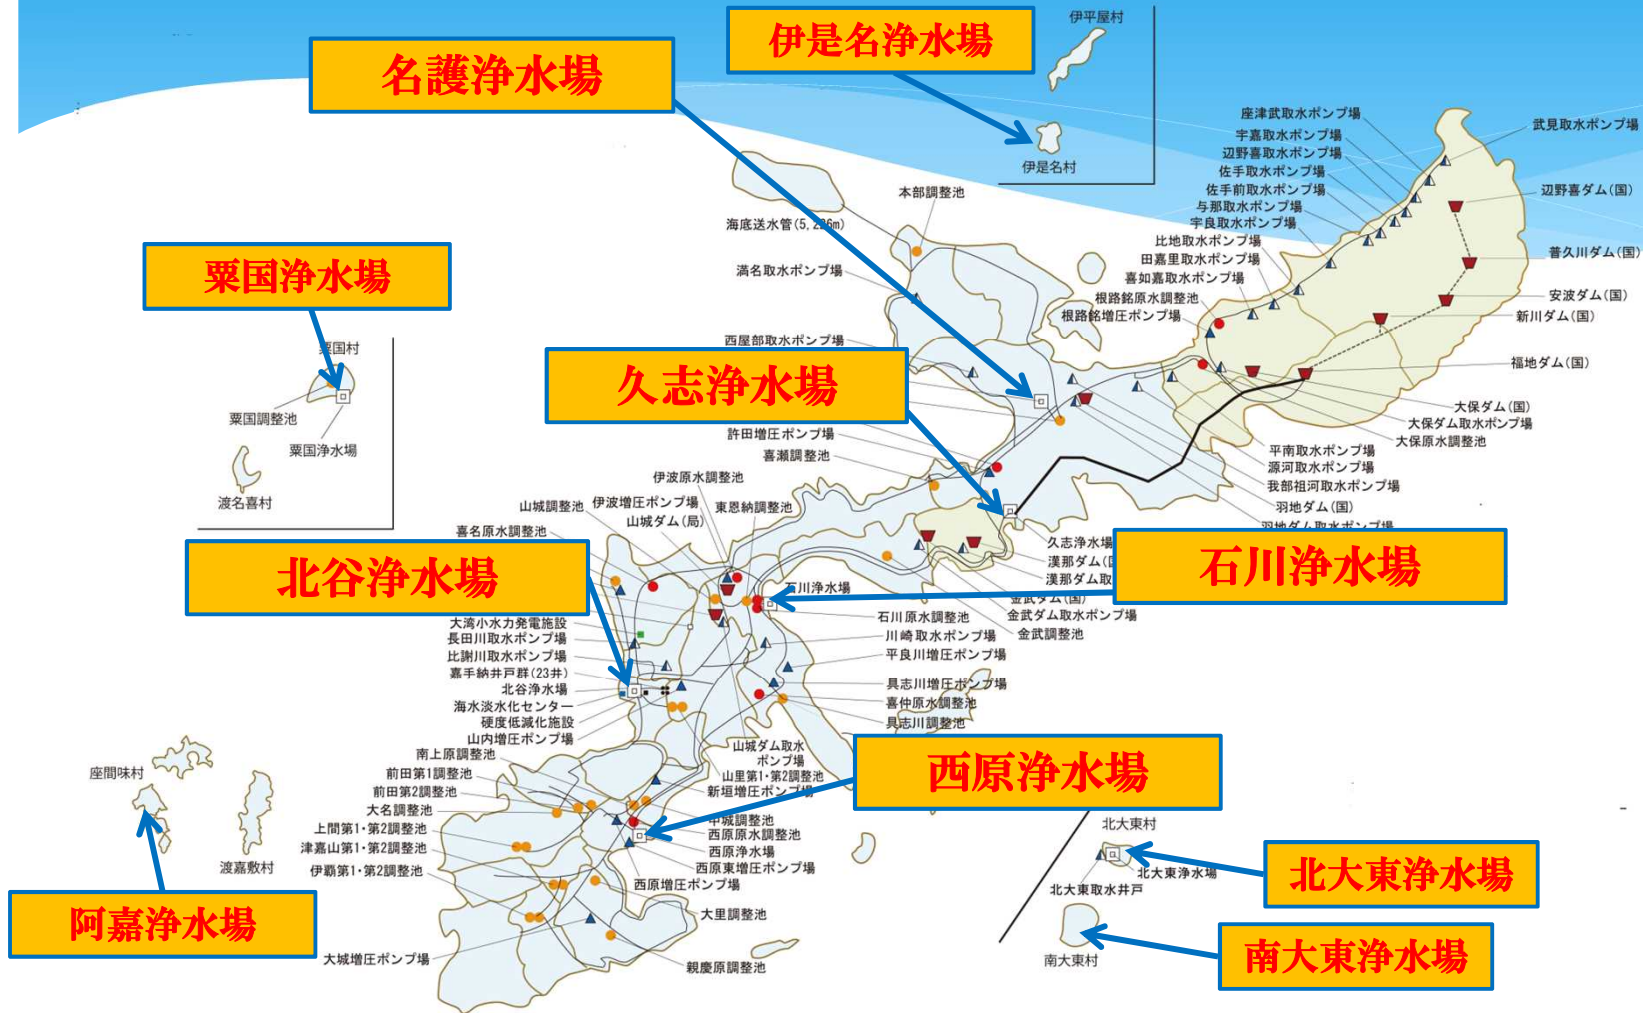 伊平屋村
伊是名浄水場
名護浄水場
伊是名村
座津武取水ポンプ場
武見取水ポンプ場
宇嘉取水ポンプ場
辺野喜取水ポンプ場
佐手取水ポンプ場
佐手前取水ポンプ場
辺野喜ダム(国)
与那取水ポンプ場
宇良取水ポンプ場
本部調整池
海底送水管(5,2 6m)
比地取水ポンプ場
普久川ダム(国)
田嘉里取水ポンプ場
満名取水ポンプ場
喜如嘉取水ポンプ場
粟国浄水場
根路銘原水調整池
安波ダム(国)
根路銘増圧ポンプ場
新川ダム(国)
粟国村
西屋部取水ポンプ場
福地ダム(国)
久志浄水場
粟国調整池
大保ダム(国)
大保ダム取水ポンプ場
大保原水調整池
粟国浄水場
許田増圧ポンプ場
平南取水ポンプ場
喜瀬調整池
源河取水ポンプ場
渡名喜村
伊波原水調整池
我部祖河取水ポンプ場
山城調整池
伊波増圧ポンプ場
東恩納調整池
羽地ダム(国)
喜名原水調整池
山城ダム(局)
羽地ダム取水ポンプ場
久志浄水場
北谷浄水場
石川浄水場
漢那ダム(
漢那ダム取
石川浄水場
金武ダム(国)
石川原水調整池
金武ダム取水ポンプ場
大湾小水力発電施設
川崎取水ポンプ場
金武調整池
長田川取水ポンプ場
比謝川取水ポンプ場
平良川増圧ポンプ場
嘉手納井戸群(23井)
北谷浄水場
具志川増圧ポンプ場
海水淡水化センター
喜仲原水調整池
硬度低減化施設
具志川調整池
山内増圧ポンプ場
南上原調整池
山城ダム取水
ポンプ場
座間味村
前田第1調整池
山里第1・第2調整池
西原浄水場
前田第2調整池
新垣増圧ポンプ場
大名調整池
中城調整池
上間第1・第2調整池
西原原水調整池
北大東村
津嘉山第1・第2調整池
西原浄水場
渡嘉敷村
伊覇第1・第2調整池
西原東増圧ポンプ場
北大東浄水場
北大東浄水場
西原増圧ポンプ場
北大東取水井戸
阿嘉浄水場
大里調整池
大城増圧ポンプ場
親慶原調整池
南大東村
南大東浄水場